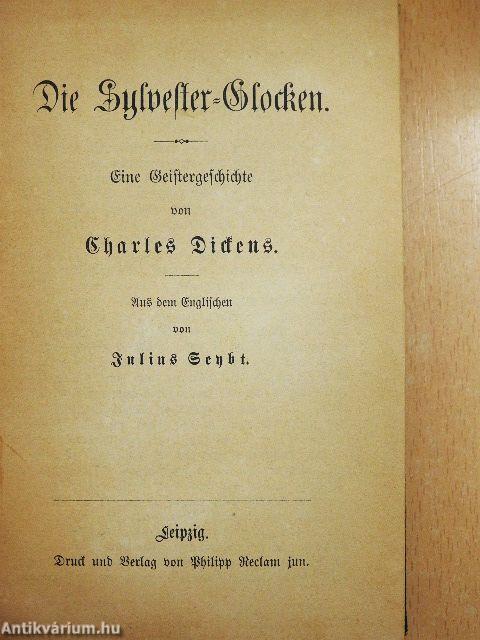 Die Sylvester-Glocken.
Eine Geistergeschichte
von
Charles Dickens.
Aus dem Englischen
von
Julius Seybt.
Leipzig.
Druck und Verlag von Philipp Reclam jun.
Antikvárium.hu